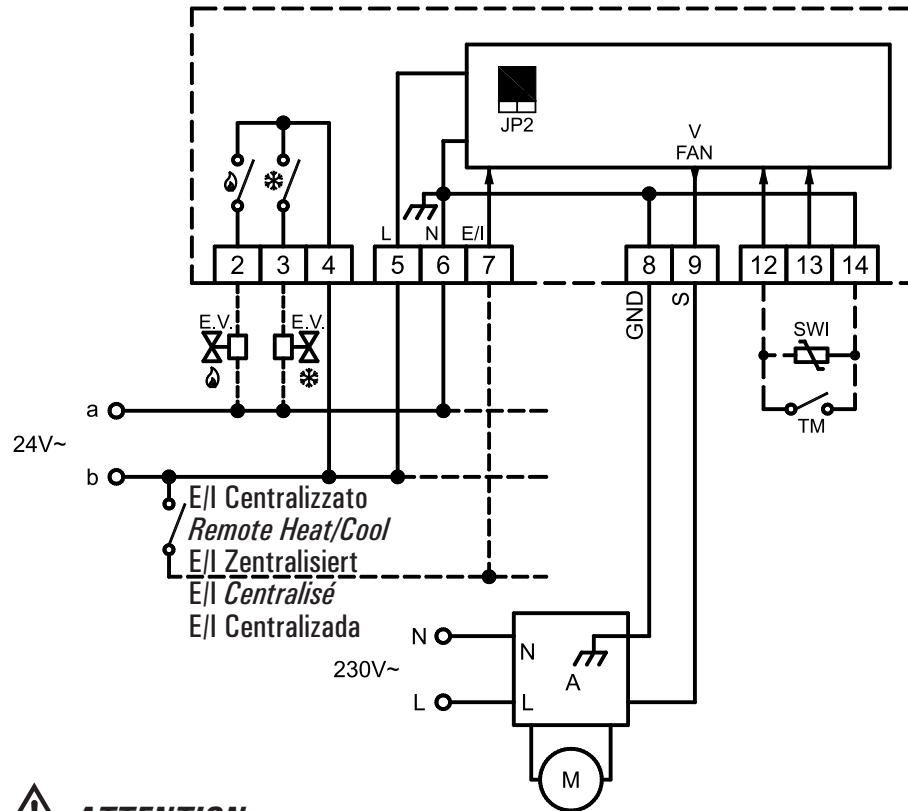 JP2
V
FAN
L N E/I
2 3 4 5 6 7 8 9 12 13 14
GND
S
E.V. E.V.
SWI
TM
a
24V~
b
E/I Centralizzato
Remote Heat/Cool
E/I Zentralisiert
E/I Centralisé
E/I Centralizada
N N
230V~
A
L L
M
ATTENTION